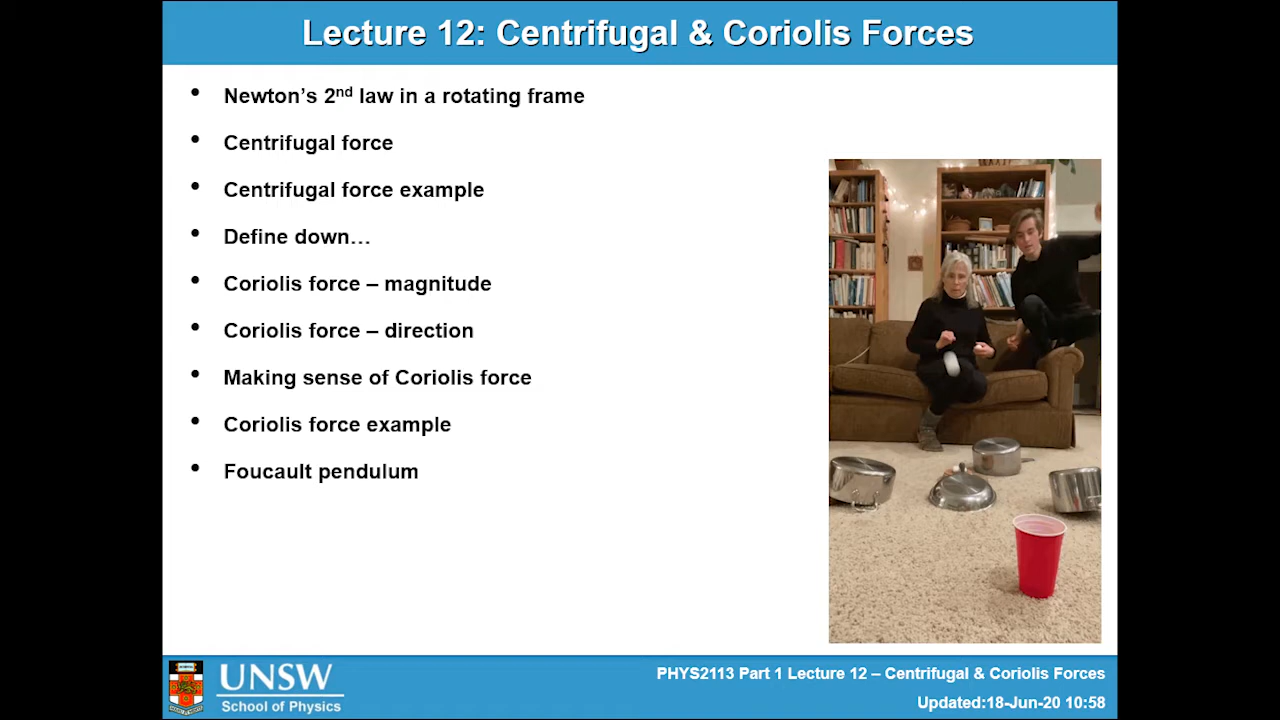 Lecture 12: Centrifugal & Coriolis Forces
• Newton's 2nd law in a rotating frame
• Centrifugal force
• Centrifugal force example
• Define down…
• Coriolis force – magnitude
• Coriolis force – direction
• Making sense of Coriolis force
• Coriolis force example
• Foucault pendulum
UNSW
School of Physics
PHYS2113 Part 1 Lecture 12 – Centrifugal & Coriolis Forces
Updated:18-Jun-20 10:58